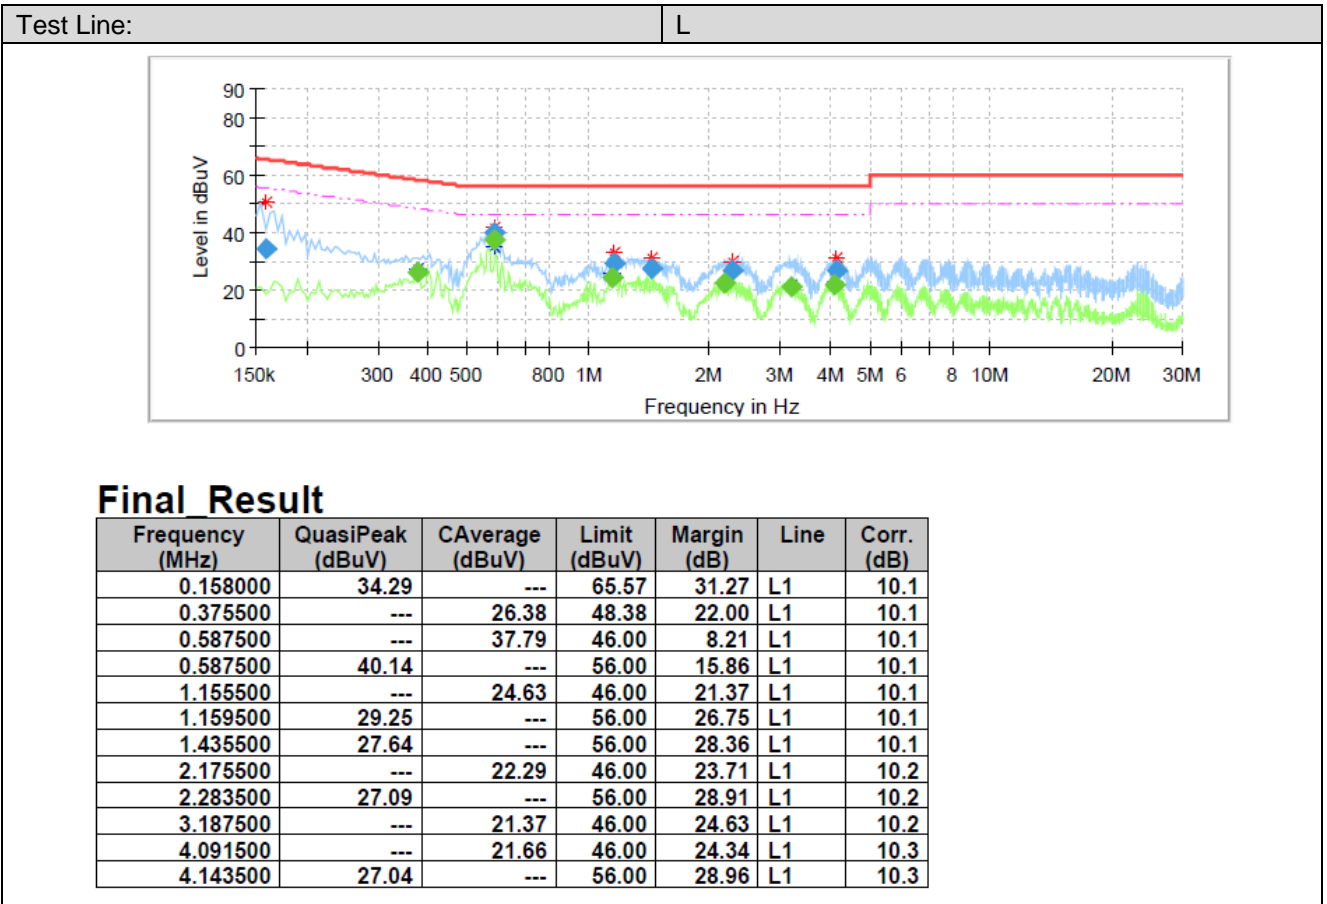 Test Line: L
90
80
60
40
20
0
Level in dBuV
150k 300 400 500 800 1M 2M 3M 4M 5M 6 8 10M 20M 30M
Frequency in Hz
Final_Result
Frequency QuasiPeak CAverage Limit Margin Line Corr.
(MHz) (dBuV) (dBuV) (dBuV) (dB) (dB)
0.158000 34.29 --- 65.57 31.27 L1 10.1
0.375500 --- 26.38 48.38 22.00 L1 10.1
0.587500 --- 37.79 46.00 8.21 L1 10.1
0.587500 40.14 --- 56.00 15.86 L1 10.1
1.155500 --- 24.63 46.00 21.37 L1 10.1
1.159500 29.25 --- 56.00 26.75 L1 10.1
1.435500 27.64 --- 56.00 28.36 L1 10.1
2.175500 --- 22.29 46.00 23.71 L1 10.2
2.283500 27.09 --- 56.00 28.91 L1 10.2
3.187500 --- 21.37 46.00 24.63 L1 10.2
4.091500 --- 21.66 46.00 24.34 L1 10.3
4.143500 27.04 --- 56.00 28.96 L1 10.3